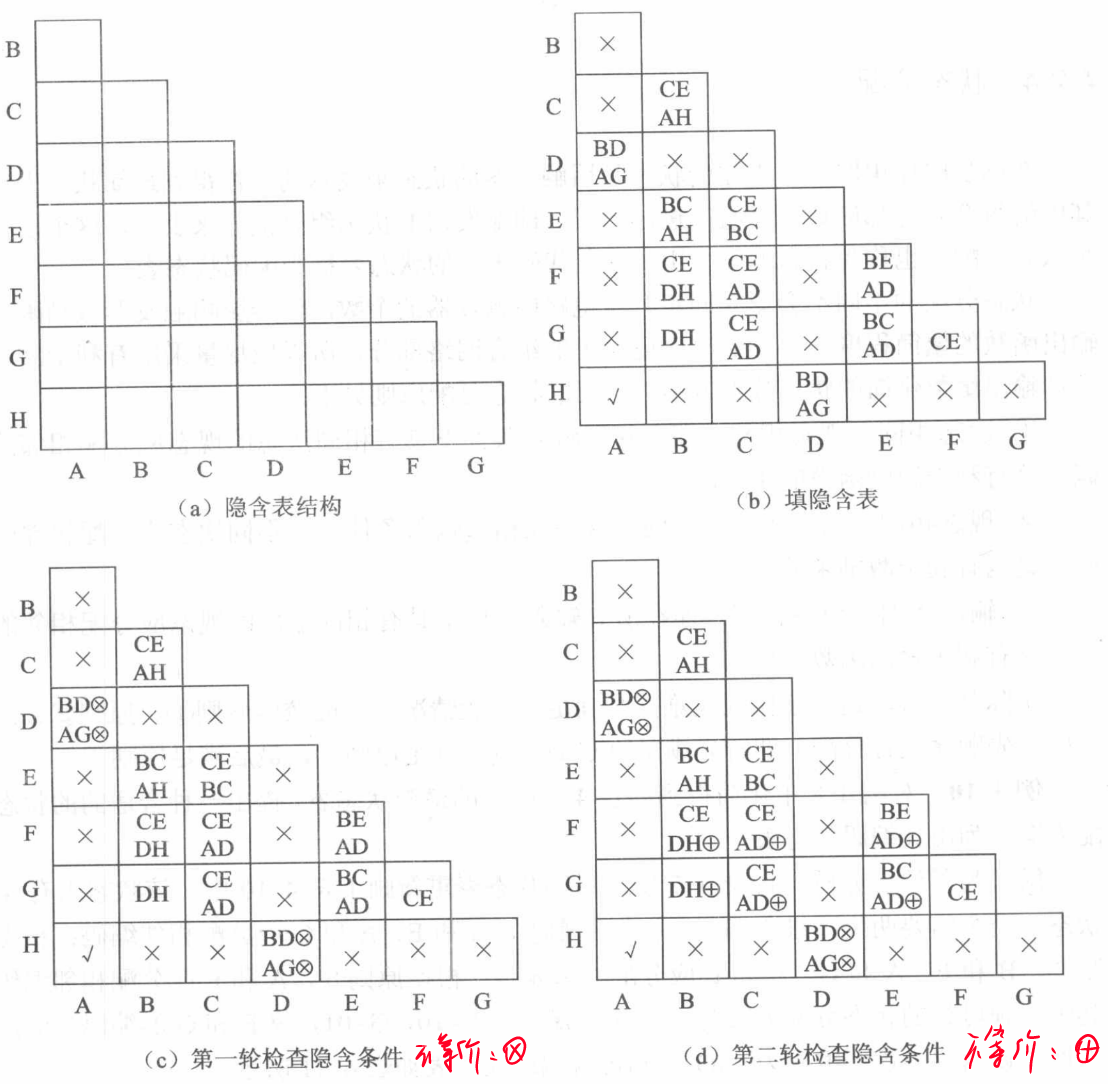 B
C
D
E
F
G
H
A B C D E F G
(a) 隐含表结构
B ×
C × CE AH
D BD AG × ×
E × BC AH CE BC ×
F × CE DH CE AD × BE AD
G × DH CE AD × BC AD CE
H √ × × BD AG × × ×
A B C D E F G
(b) 填隐含表
B ×
C × CE AH
D BD⊗ AG⊗ × ×
E × BC AH CE BC ×
F × CE DH CE AD × BE AD
G × DH CE AD × BC AD CE
H √ × × BD⊗ AG⊗ × × ×
A B C D E F G
(c) 第一轮检查隐含条件 不等价:⊗
B ×
C × CE AH
D BD⊗ AG⊗ × ×
E × BC AH CE BC ×
F × CE DH⊕ CE AD⊕ × BE AD⊕
G × DH⊕ CE AD⊕ × BC AD⊕ CE
H √ × × BD⊗ AG⊗ × × ×
A B C D E F G
(d) 第二轮检查隐含条件 不等价:⊕